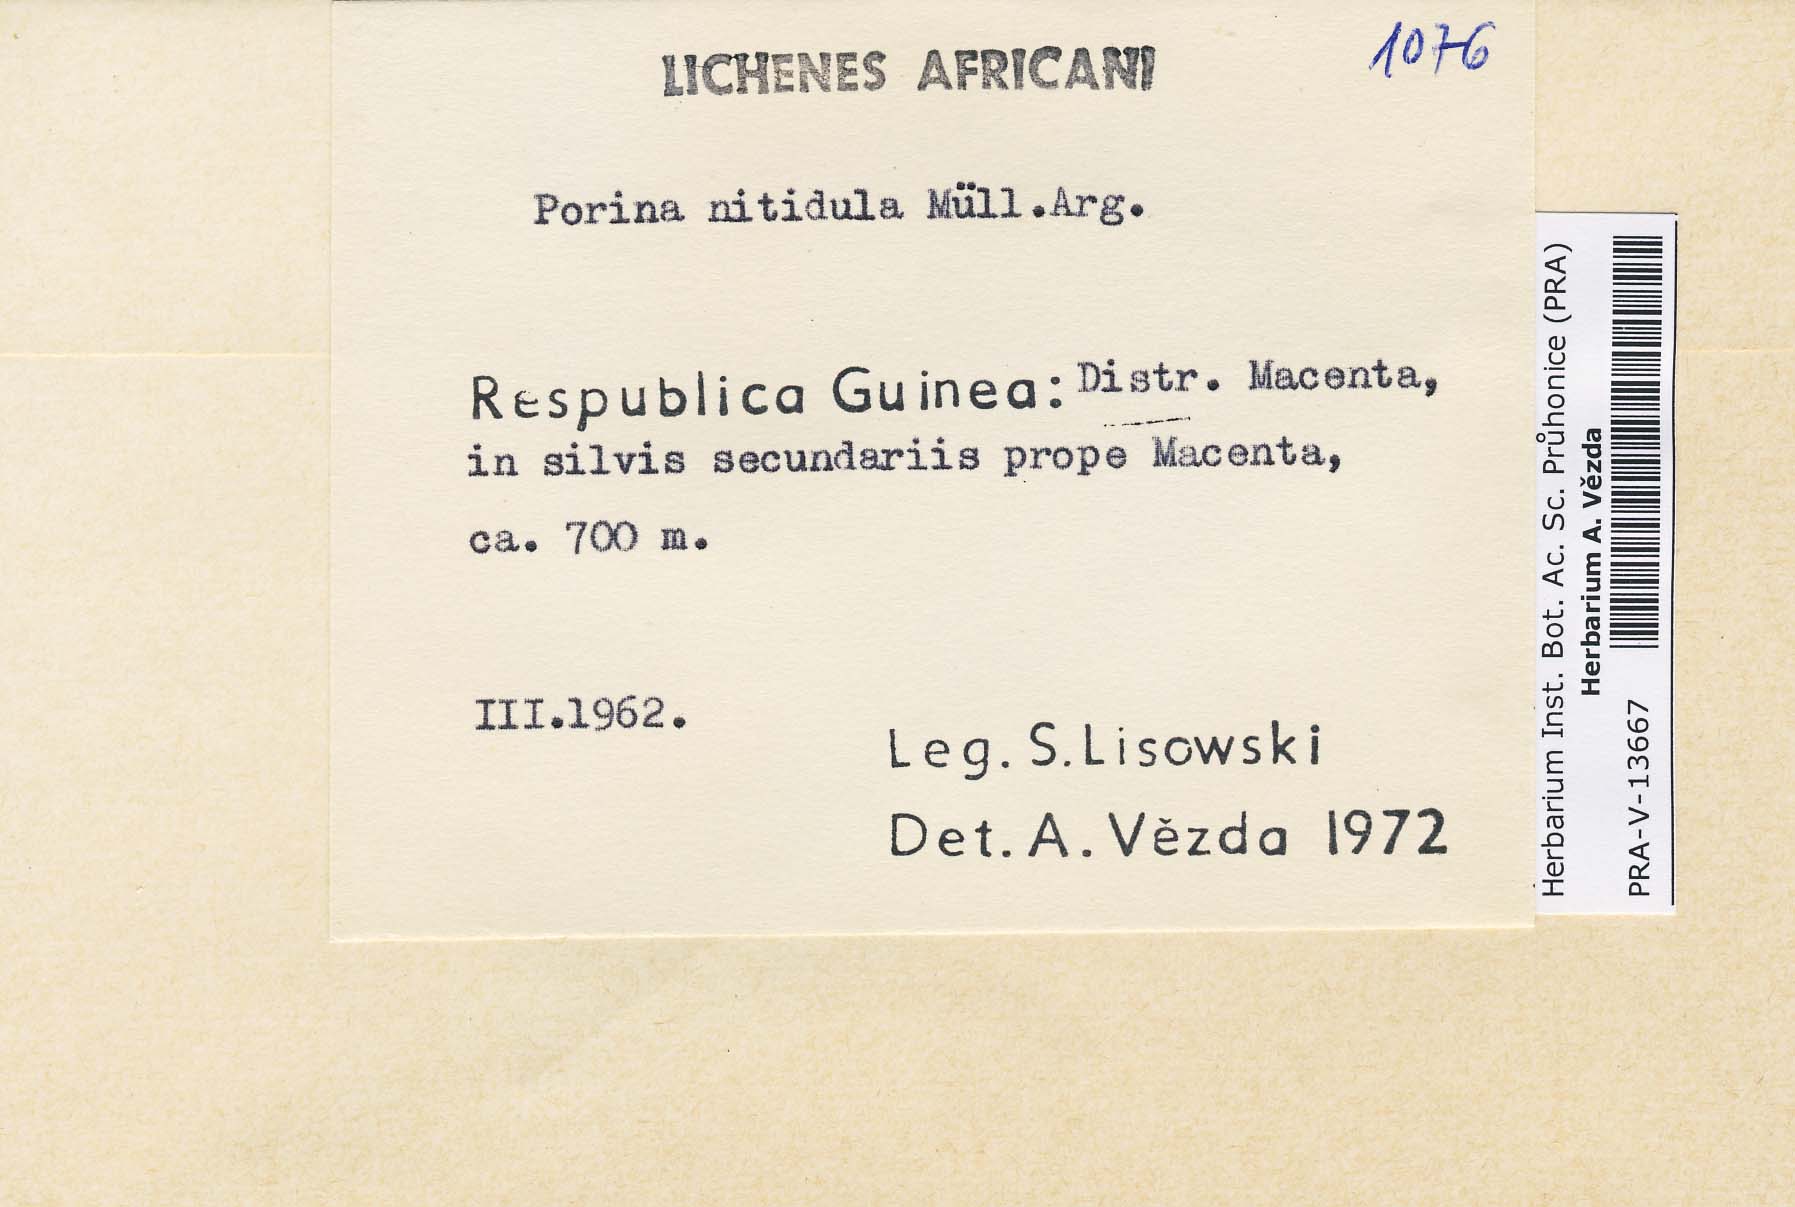 1076
LICHENES AFRICANI
Porina nitidula Müll.Arg.
Respublica Guinea: Distr. Macenta,
in silvis secundariis prope Macenta,
ca. 700 m.
III.1962.
Leg. S. Lisowski
Det. A. Vězda 1972
Herbarium Inst. Bot. Ac. Sc. Průhonice (PRA)
Herbarium A. Vězda
PRA-V-13667